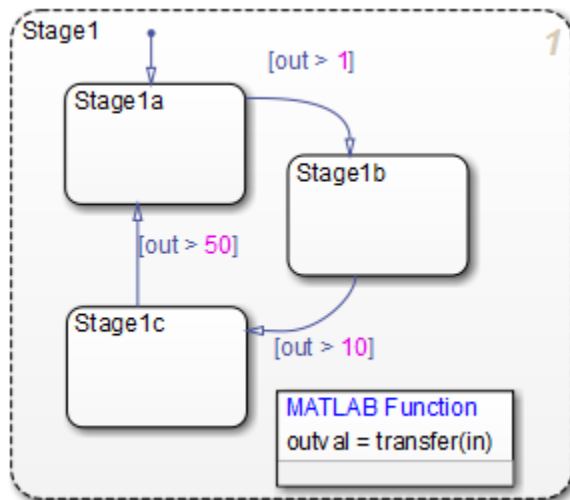 Stage1
1
[out > 1]
Stage1a
Stage1b
[out > 50]
Stage1c
[out > 10]
MATLAB Function
outval = transfer(in)